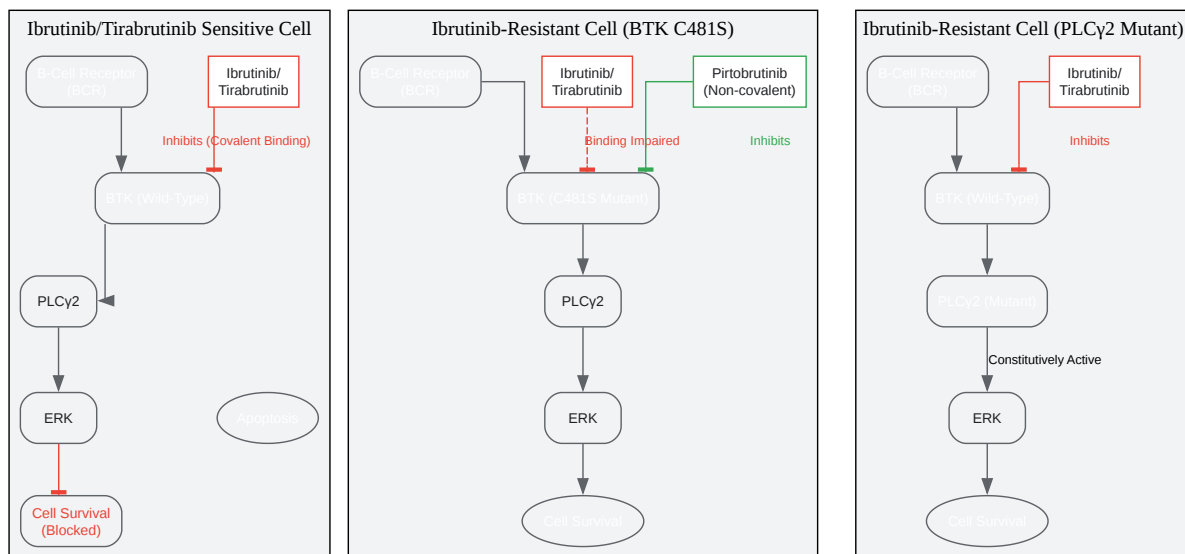 Ibrutinib/Tirabrutinib Sensitive Cell
B-Cell Receptor
(BCR)
Ibrutinib/
Tirabrutinib
Inhibits (Covalent Binding)
BTK (Wild-Type)
PLCγ2
ERK
Apoptosis
Cell Survival
(Blocked)
Ibrutinib-Resistant Cell (BTK C481S)
B-Cell Receptor
(BCR)
Ibrutinib/
Tirabrutinib
Pirtobrutinib
(Non-covalent)
Binding Impaired
Inhibits
BTK (C481S Mutant)
PLCγ2
ERK
Cell Survival
Ibrutinib-Resistant Cell (PLCγ2 Mutant)
B-Cell Receptor
(BCR)
Ibrutinib/
Tirabrutinib
Inhibits
BTK (Wild-Type)
PLCγ2 (Mutant)
Constitutively Active
ERK
Cell Survival